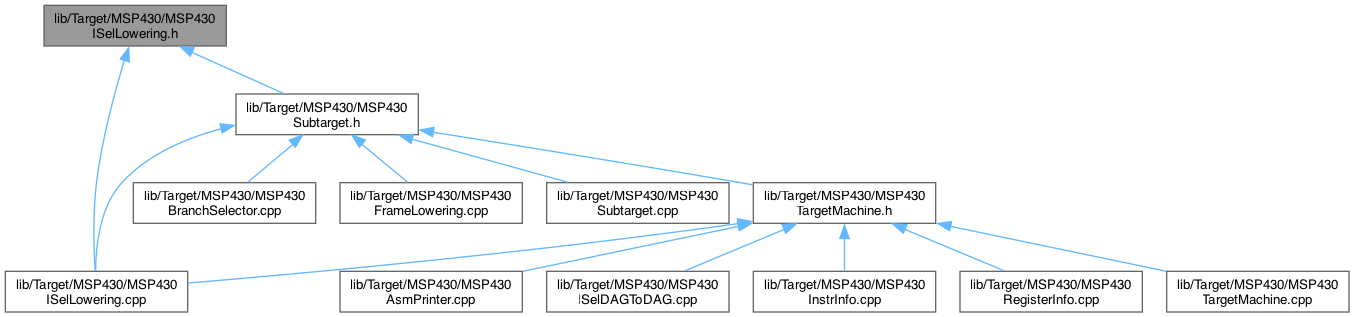 lib/Target/MSP430/MSP430
ISelLowering.h
lib/Target/MSP430/MSP430
Subtarget.h
lib/Target/MSP430/MSP430
BranchSelector.cpp
lib/Target/MSP430/MSP430
FrameLowering.cpp
lib/Target/MSP430/MSP430
Subtarget.cpp
lib/Target/MSP430/MSP430
TargetMachine.h
lib/Target/MSP430/MSP430
ISelLowering.cpp
lib/Target/MSP430/MSP430
AsmPrinter.cpp
lib/Target/MSP430/MSP430
ISelDAGToDAG.cpp
lib/Target/MSP430/MSP430
InstrInfo.cpp
lib/Target/MSP430/MSP430
RegisterInfo.cpp
lib/Target/MSP430/MSP430
TargetMachine.cpp